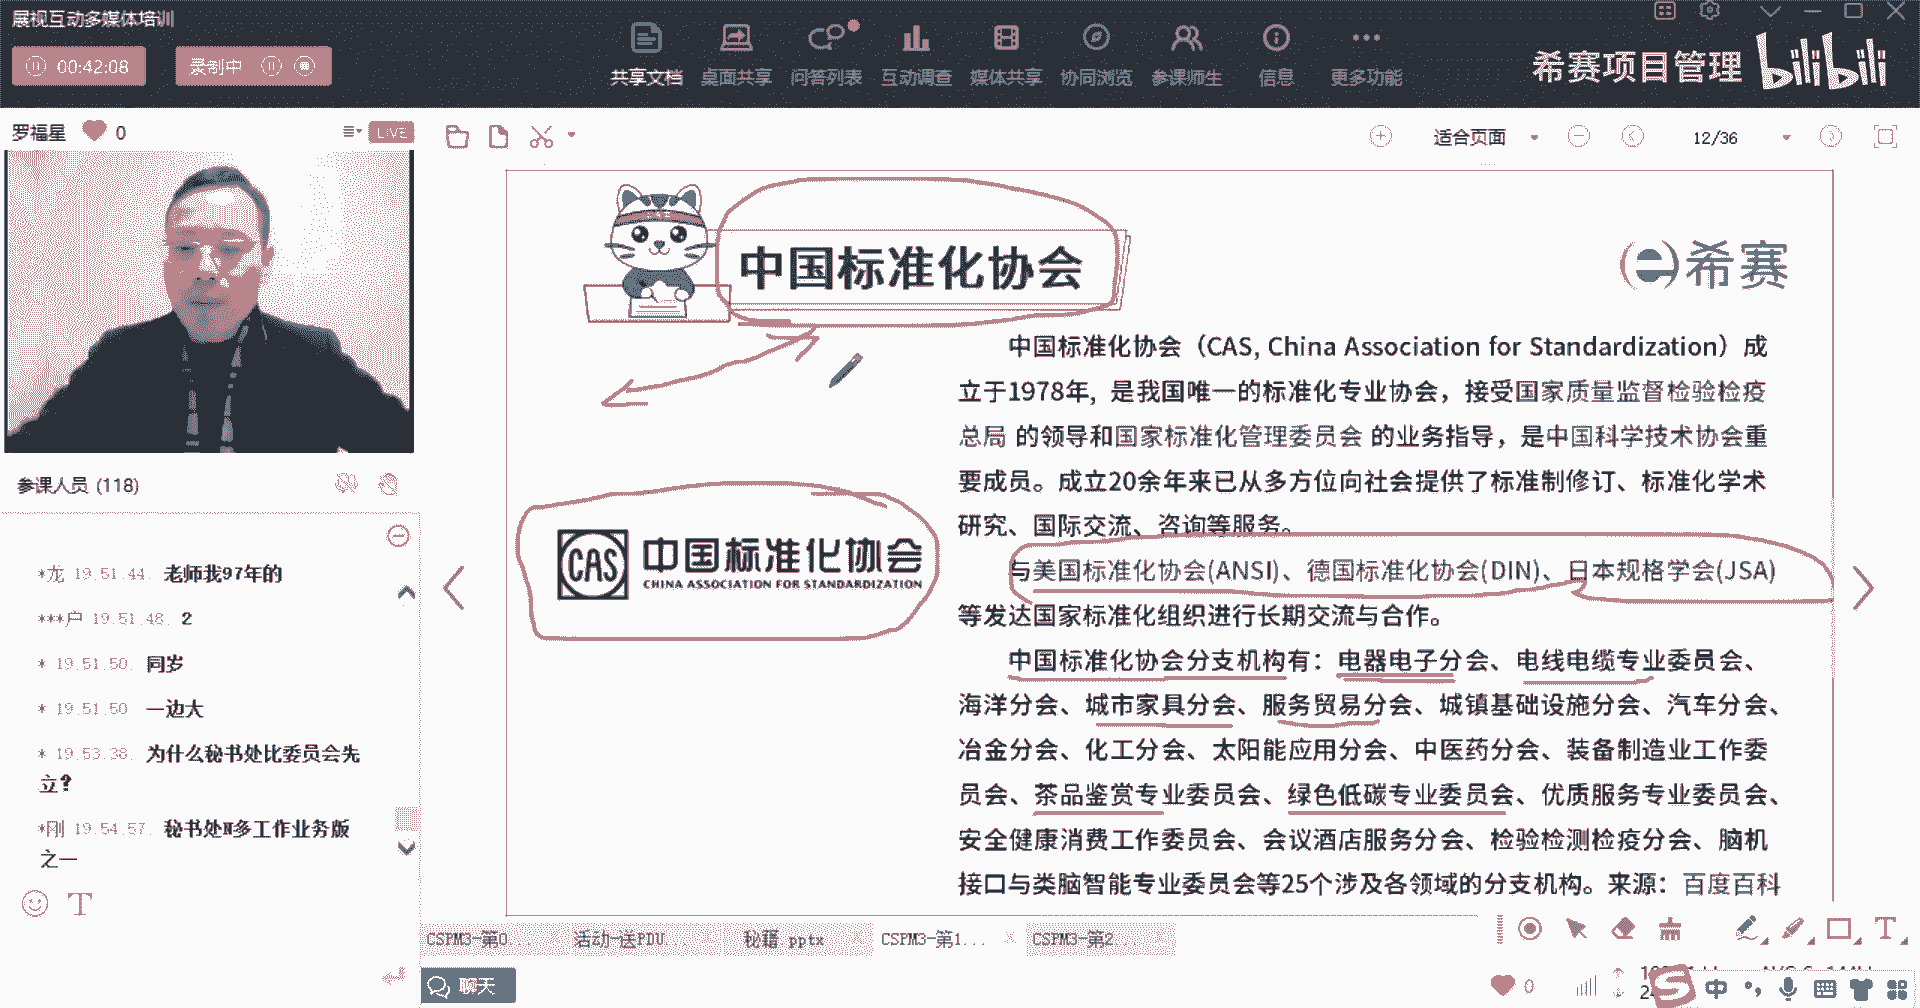 展视互动多媒体培训
00:42:08
录制中
共享文档
桌面共享
问答列表
互动调查
媒体共享
协同浏览
参课师生
信息
更多功能
希赛项目管理 bilibili
罗福星 0
LIVE
适合页面
12/36
中国标准化协会
希赛
中国标准化协会（CAS, China Association for Standardization）成
立于1978年, 是我国唯一的标准化专业协会，接受国家质量监督检验检疫
总局 的领导和国家标准化管理委员会 的业务指导，是中国科学技术协会重
要成员。成立20余年来已从多方位向社会提供了标准制修订、标准化学术
研究、国际交流、咨询等服务。
与美国标准化协会(ANSI)、德国标准化协会(DIN)、日本规格学会(JSA)
等发达国家标准化组织进行长期交流与合作。
中国标准化协会分支机构有：电器电子分会、电线电缆专业委员会、
海洋分会、城市家具分会、服务贸易分会、城镇基础设施分会、汽车分会、
冶金分会、化工分会、太阳能应用分会、中医药分会、装备制造业工作委
员会、茶品鉴赏专业委员会、绿色低碳专业委员会、优质服务专业委员会、
安全健康消费工作委员会、会议酒店服务分会、检验检测检疫分会、脑机
接口与类脑智能专业委员会等25个涉及各领域的分支机构。来源：百度百科
CAS
中国标准化协会
CHINA ASSOCIATION FOR STANDARDIZATION
参课人员 (118)
*龙 19.51.44. 老师我97年的
***户 19.51.48. 2
* 19.51.50. 同岁
* 19.51.50 一边大
* 19.53.38. 为什么秘书处比委员会先
立?
*刚 19.54.57. 秘书处N多工作业务版
之一
T
CSPM3-第0...
活动-送PDU...
秘籍 pptx
CSPM3-第1...
CSPM3-第2...
T
聊天
0
S 中